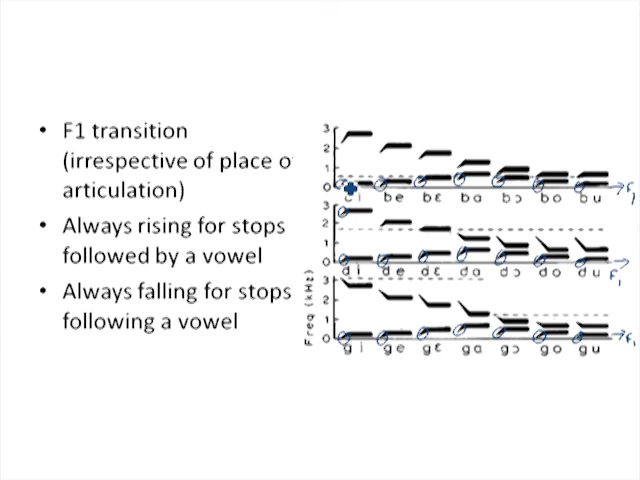 • F1 transition
(irrespective of place o
articulation)
• Always rising for stops
followed by a vowel
• Always falling for stops
following a vowel
3
2
1
0
i be bɛ ba bɔ bo bu F1
3
2
1
0
di de dɛ da dɔ do du F1
Freq (kHz)
3
2
1
0
gi ge gɛ ga gɔ go gu F1